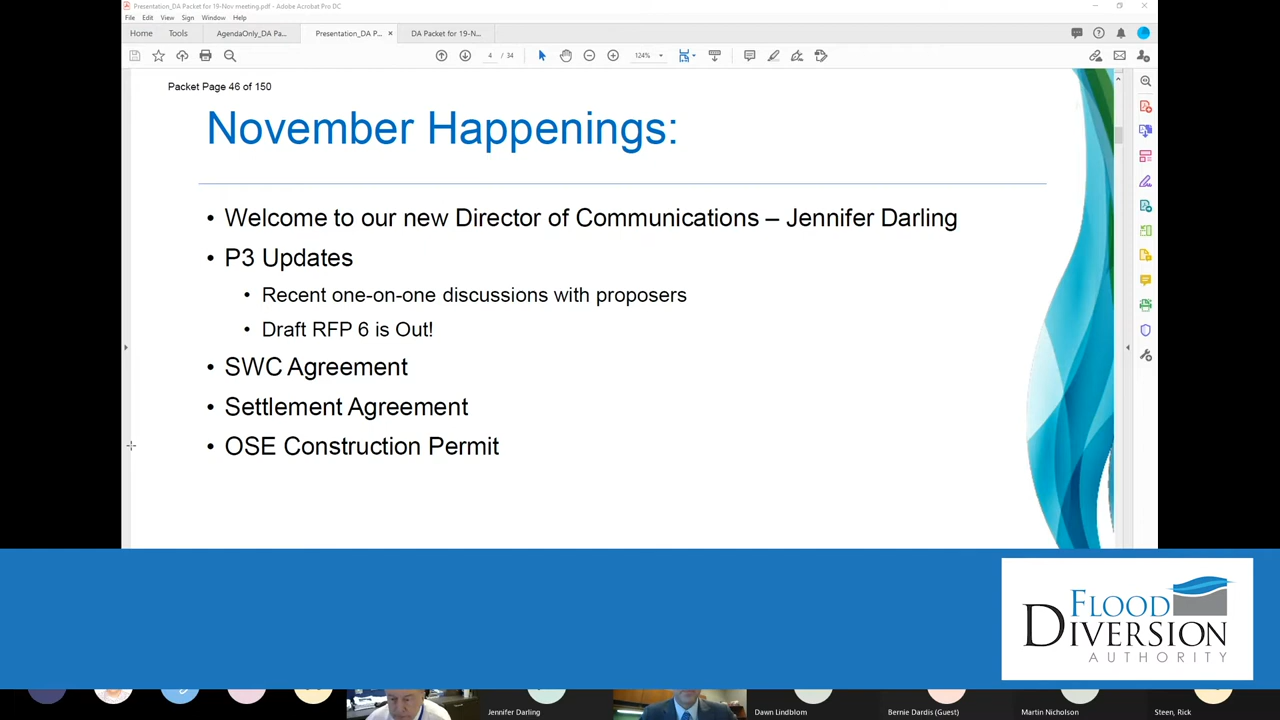 Presentation_DA Packet for 19-Nov meeting.pdf - Adobe Acrobat Pro DC
File Edit View Sign Window Help
Home Tools AgendaOnly_DA Pa... Presentation_DA P... × DA Packet for 19-N...
4 / 34 124%
Packet Page 46 of 150
November Happenings:
• Welcome to our new Director of Communications – Jennifer Darling
• P3 Updates
• Recent one-on-one discussions with proposers
• Draft RFP 6 is Out!
• SWC Agreement
• Settlement Agreement
• OSE Construction Permit
FLOOD
DIVERSION
AUTHORITY
Jennifer Darling Dawn Lindblom Bernie Dardis (Guest) Martin Nicholson Steen, Rick